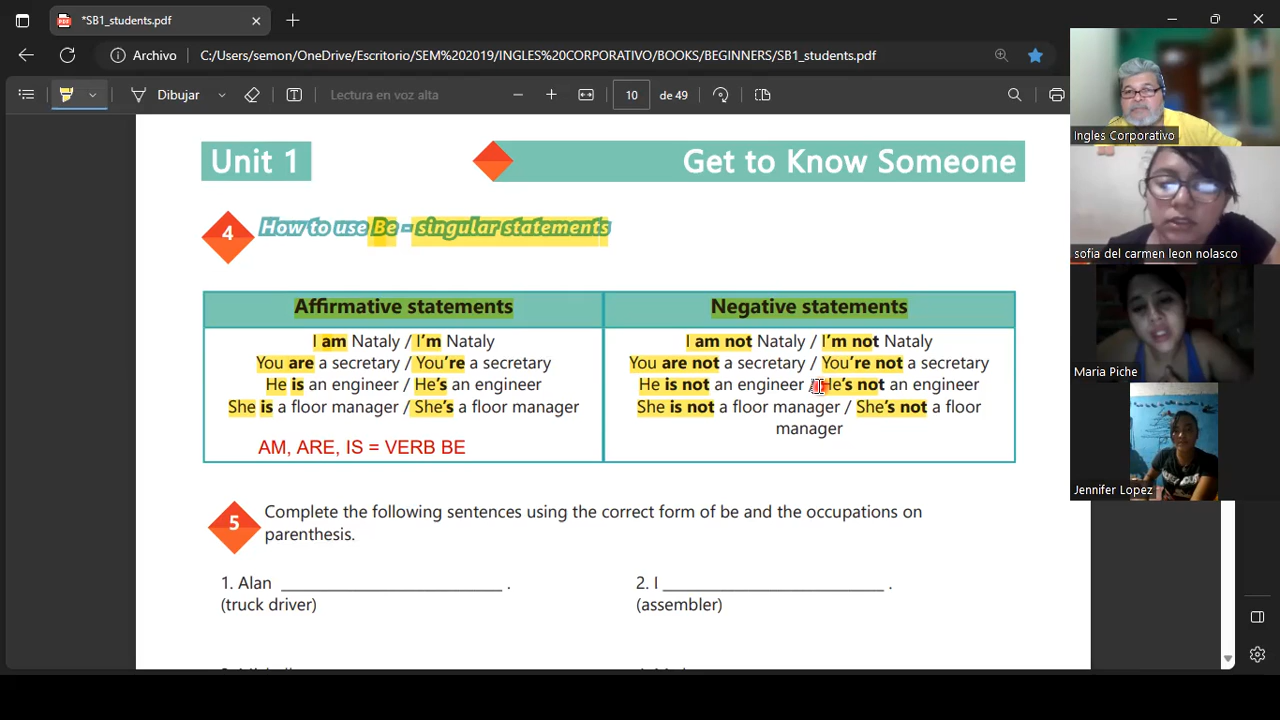 *SB1_students.pdf
Archivo
C:/Users/semon/OneDrive/Escritorio/SEM%202019/INGLES%20CORPORATIVO/BOOKS/BEGINNERS/SB1_students.pdf
Dibujar
Lectura en voz alta
10
de 49
Unit 1
Get to Know Someone
4
How to use Be - singular statements
Affirmative statements
I am Nataly / I'm Nataly
You are a secretary / You're a secretary
He is an engineer / He's an engineer
She is a floor manager / She's a floor manager
AM, ARE, IS = VERB BE
Negative statements
I am not Nataly / I'm not Nataly
You are not a secretary / You're not a secretary
He is not an engineer / He's not an engineer
She is not a floor manager / She's not a floor
manager
5
Complete the following sentences using the correct form of be and the occupations on
parenthesis.
1. Alan ________________________ .
(truck driver)
2. I ________________________ .
(assembler)
Ingles Corporativo
sofia del carmen leon nolasco
Maria Piche
Jennifer Lopez